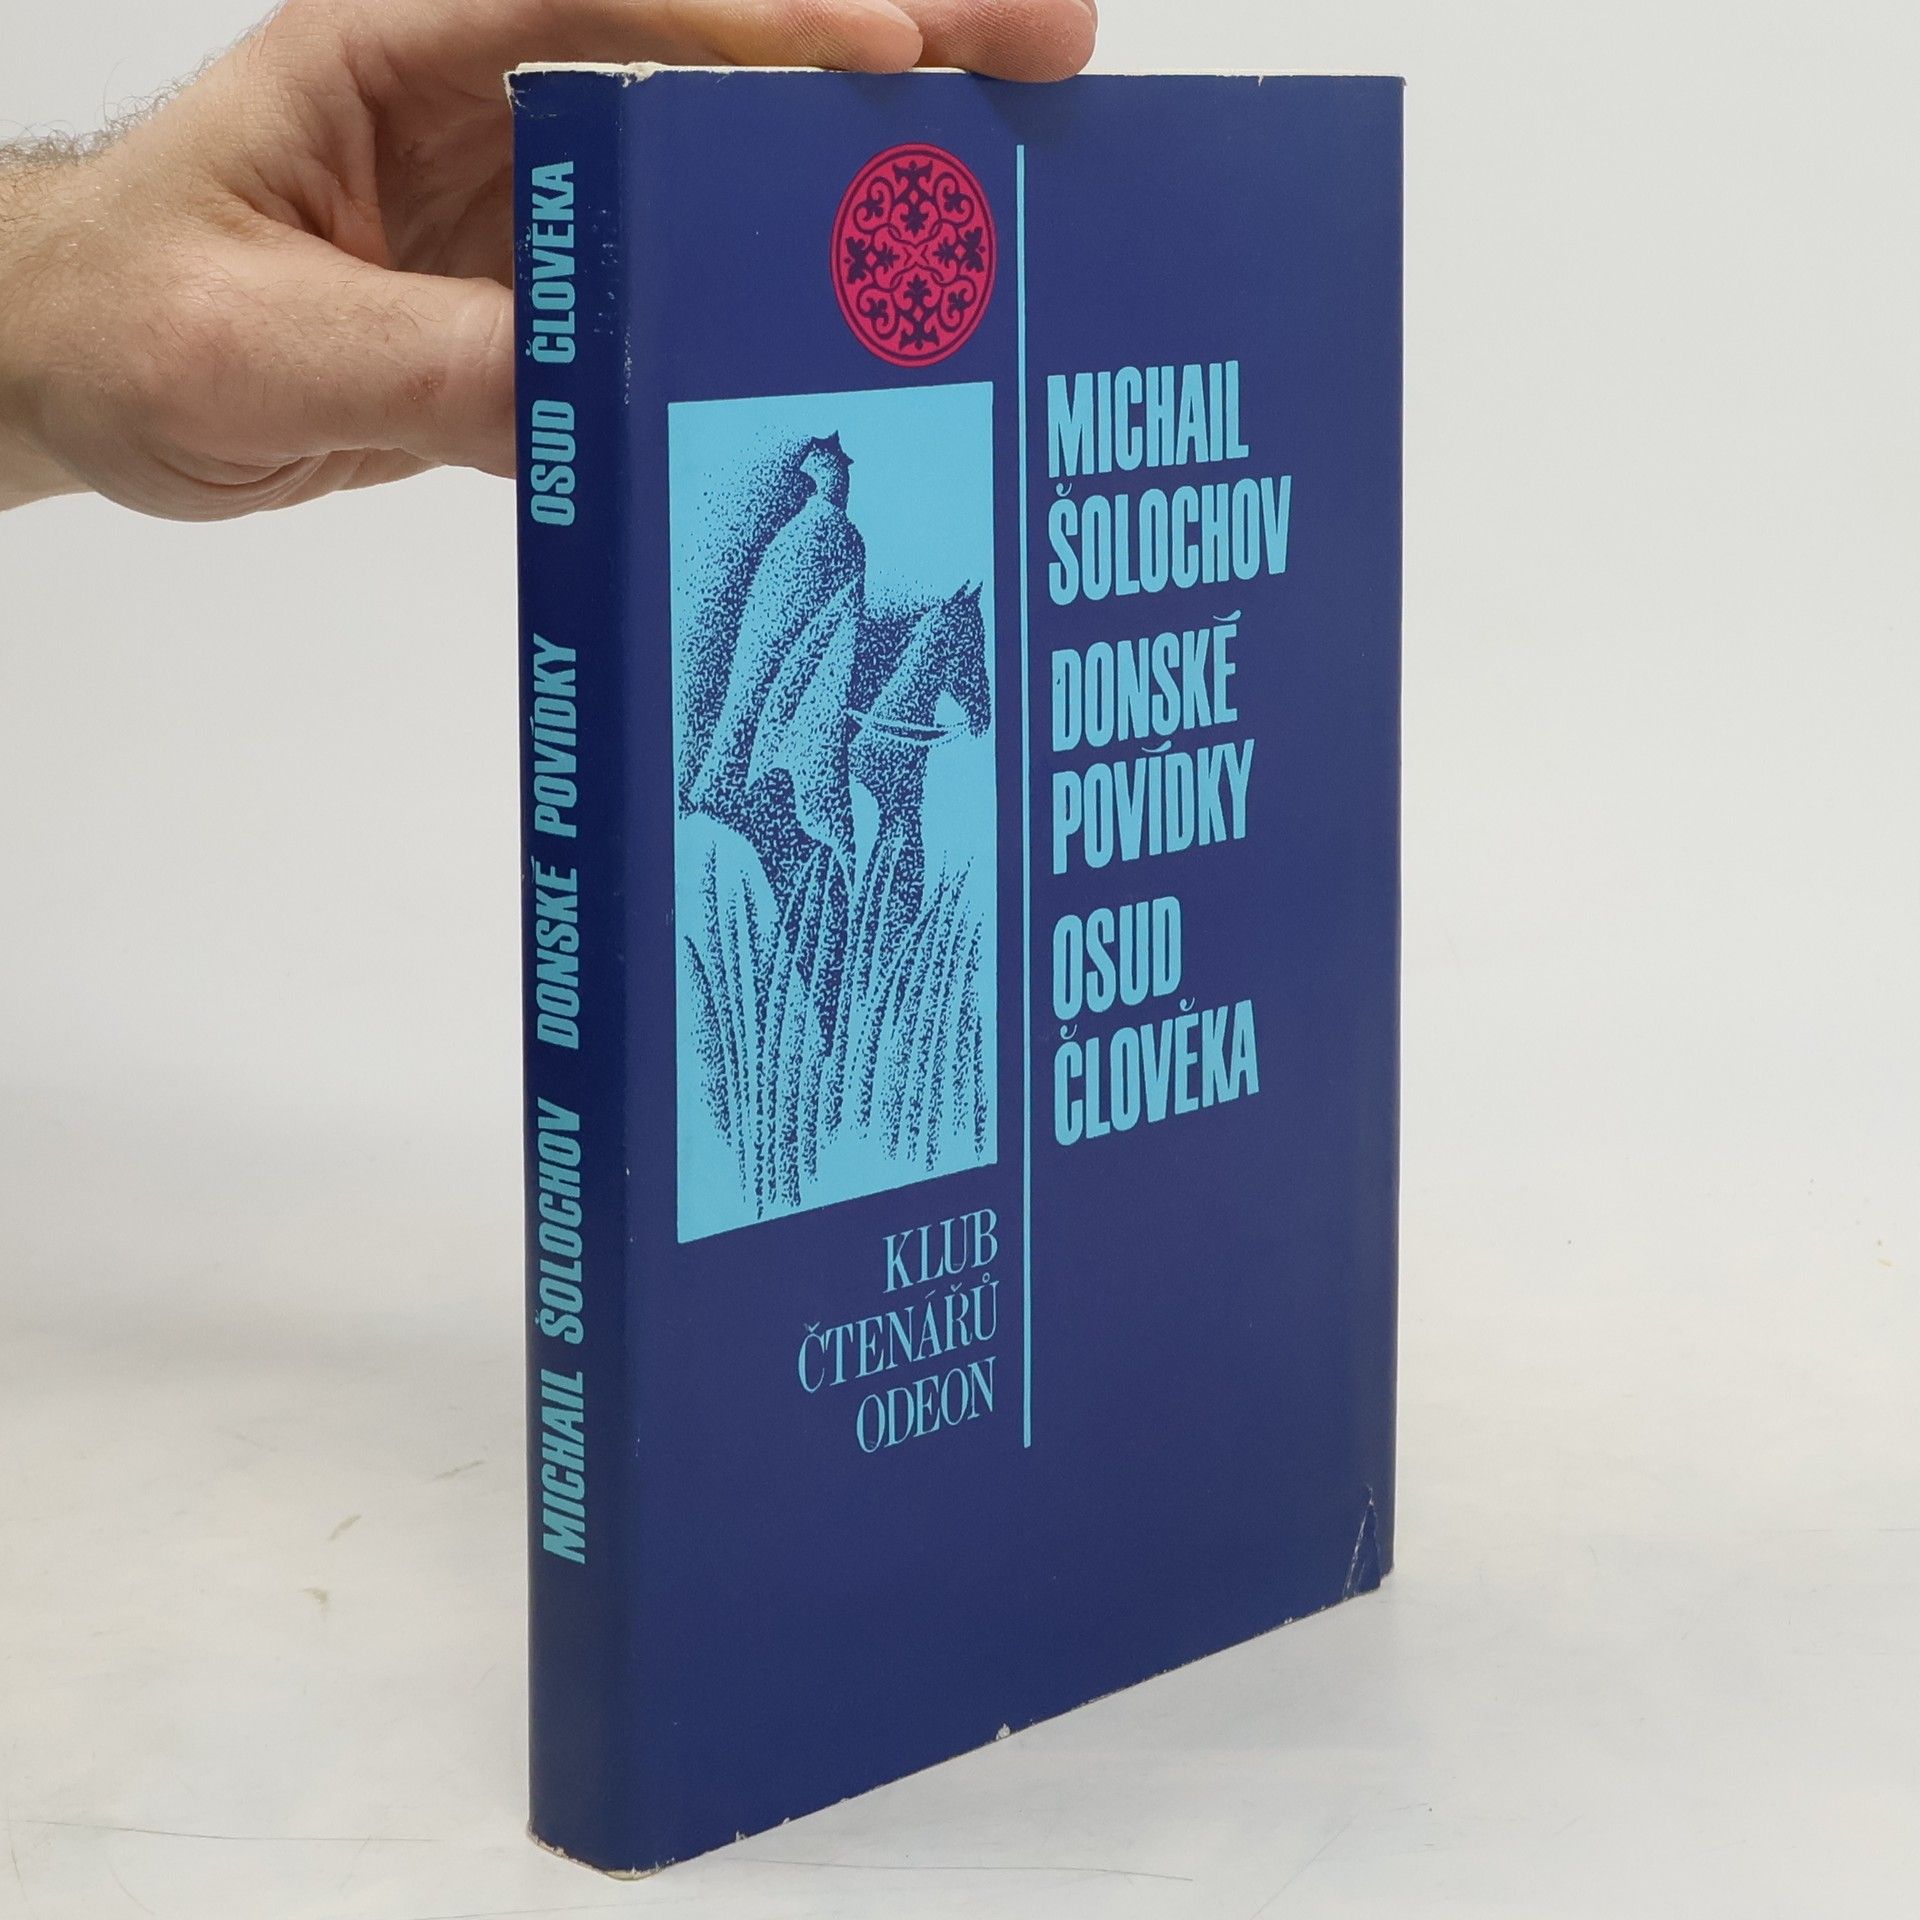 MICHAIL ŠOLOCHOV DONSKÉ POVÍDKY OSUD ČLOVĚKA
MICHAIL
ŠOLOCHOV
DONSKÉ
POVÍDKY
OSUD
ČLOVĚKA
KLUB
ČTENÁŘŮ
ODEON